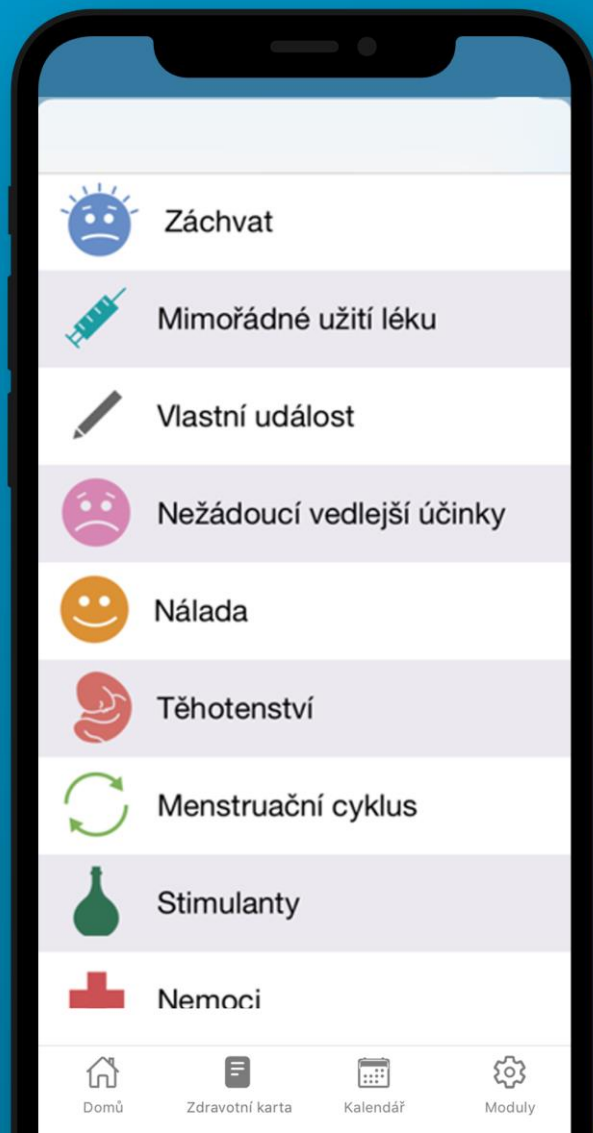 Záchvat
Mimořádné užití léku
Vlastní událost
Nežádoucí vedlejší účinky
Nálada
Těhotenství
Menstruační cyklus
Stimulanty
Nemoci
Domů
Zdravotní karta
Kalendář
Moduly